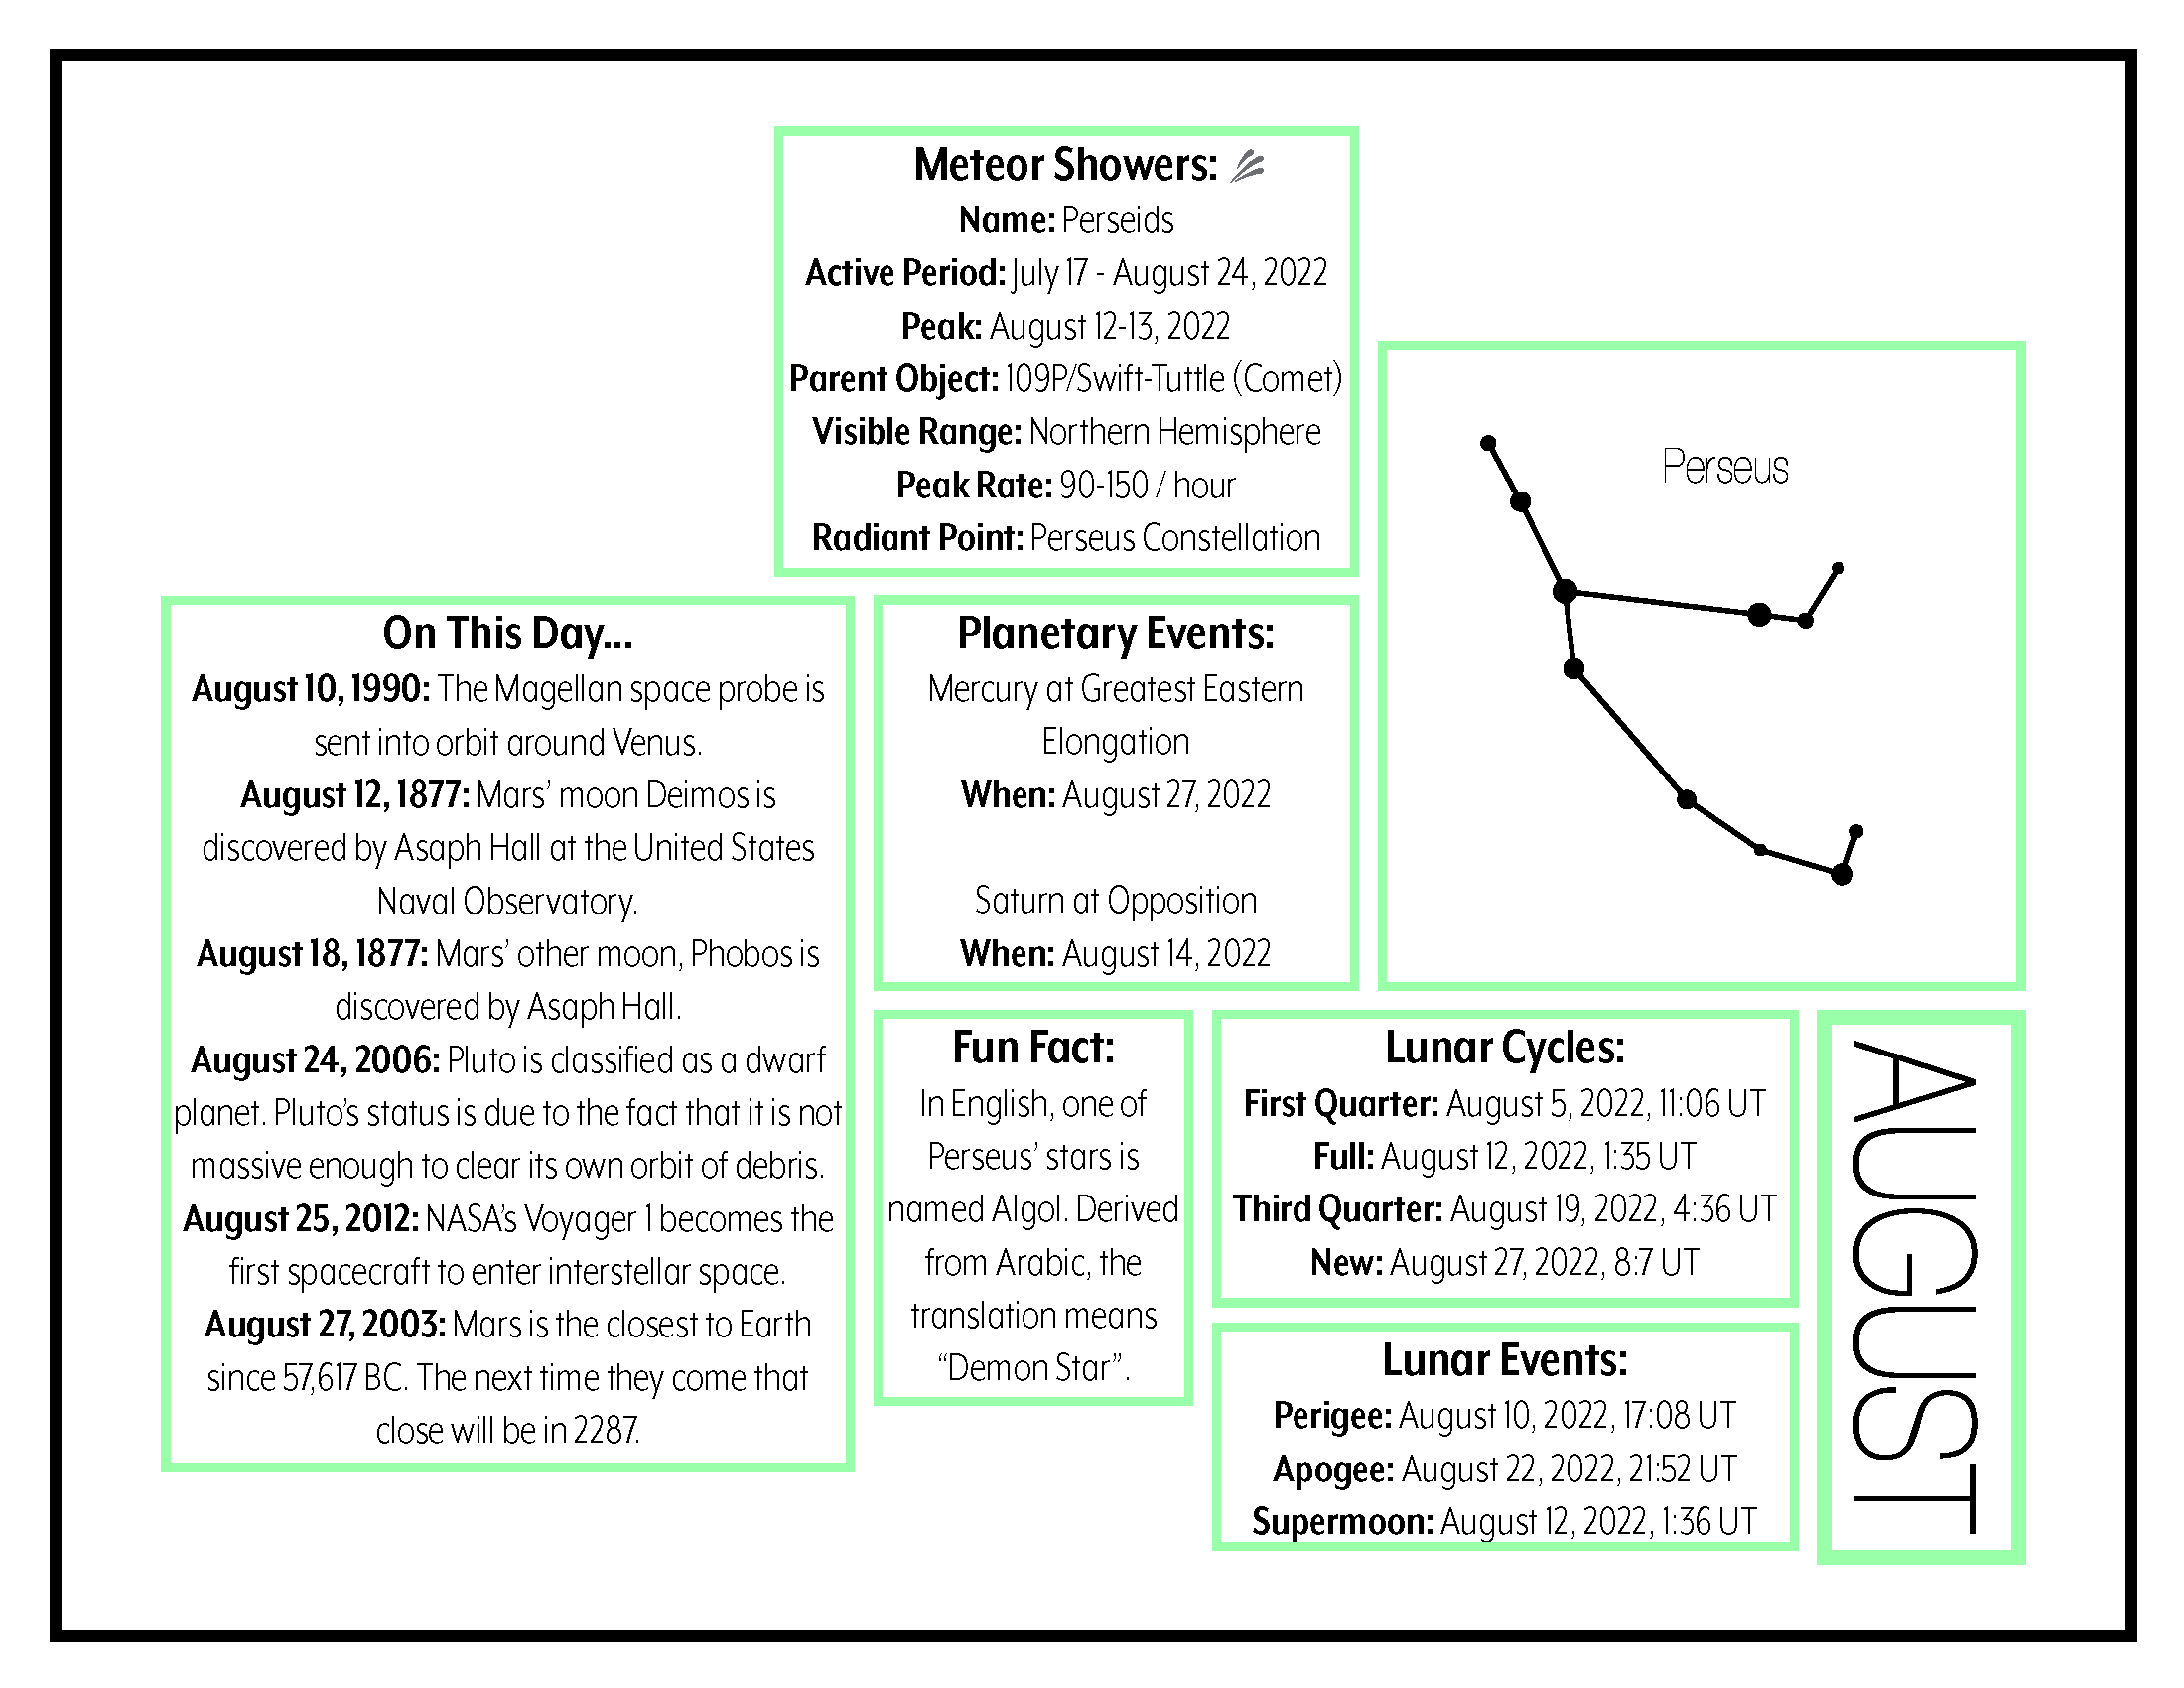 Meteor Showers:
Name: Perseids
Active Period: July 17 - August 24, 2022
Peak: August 12-13, 2022
Parent Object: 109P/Swift-Tuttle (Comet)
Visible Range: Northern Hemisphere
Peak Rate: 90-150 / hour
Radiant Point: Perseus Constellation
Perseus
On This Day...
August 10, 1990: The Magellan space probe is
sent into orbit around Venus.
August 12, 1877: Mars’ moon Deimos is
discovered by Asaph Hall at the United States
Naval Observatory.
August 18, 1877: Mars’ other moon, Phobos is
discovered by Asaph Hall.
August 24, 2006: Pluto is classified as a dwarf
planet. Pluto’s status is due to the fact that it is not
massive enough to clear its own orbit of debris.
August 25, 2012: NASA’s Voyager 1 becomes the
first spacecraft to enter interstellar space.
August 27, 2003: Mars is the closest to Earth
since 57,617 BC. The next time they come that
close will be in 2287.
Planetary Events:
Mercury at Greatest Eastern
Elongation
When: August 27, 2022
Saturn at Opposition
When: August 14, 2022
Fun Fact:
In English, one of
Perseus’ stars is
named Algol. Derived
from Arabic, the
translation means
“Demon Star”.
Lunar Cycles:
First Quarter: August 5, 2022, 11:06 UT
Full: August 12, 2022, 1:35 UT
Third Quarter: August 19, 2022, 4:36 UT
New: August 27, 2022, 8:7 UT
Lunar Events:
Perigee: August 10, 2022, 17:08 UT
Apogee: August 22, 2022, 21:52 UT
Supermoon: August 12, 2022, 1:36 UT
AUGUST